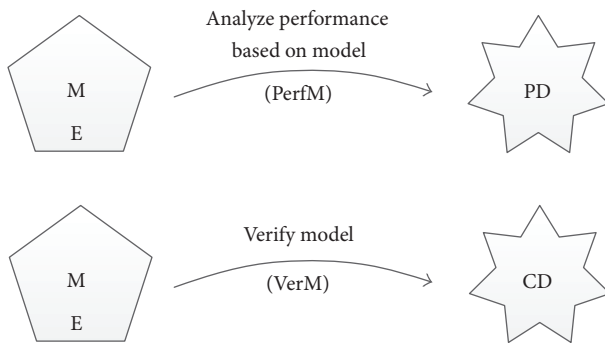 Analyze performance
based on model
(PerfM)
M
E
PD
Verify model
(VerM)
M
E
CD